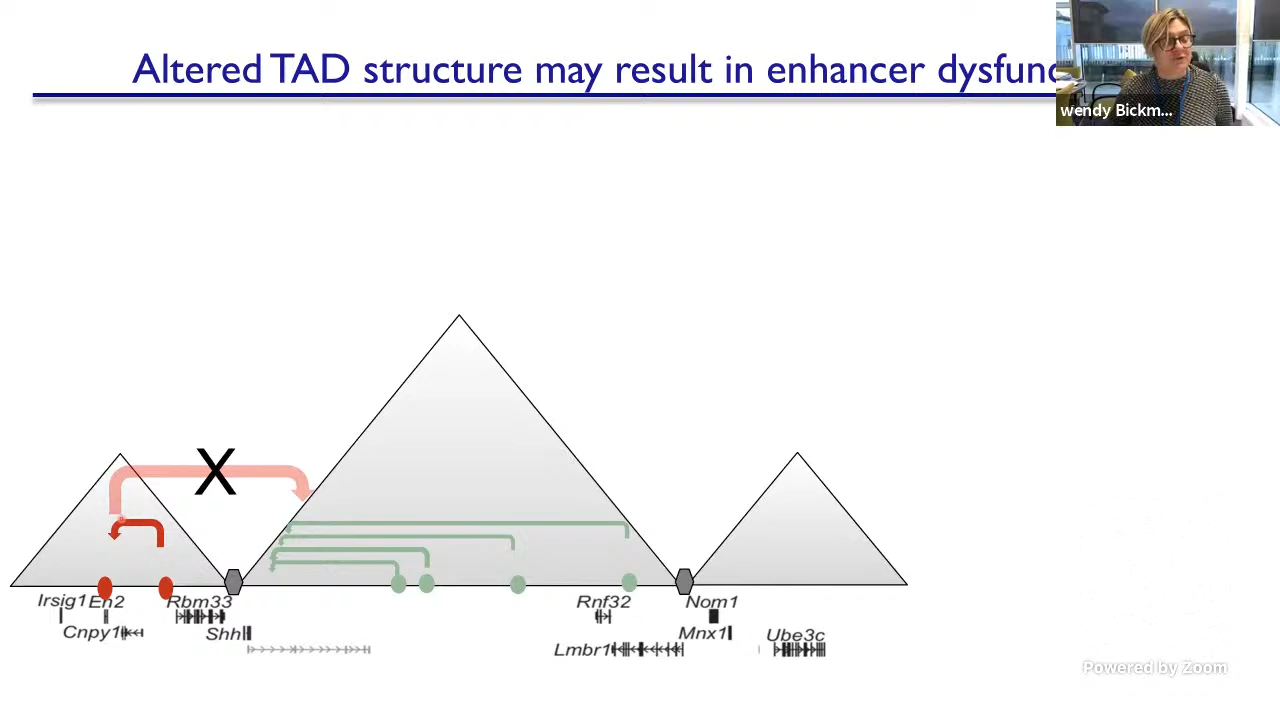 Altered TAD structure may result in enhancer dysfunc
wendy Bickm...
X
Irsig1 En2 Rbm33 Rnf32 Nom1
Cnpy1 Shh Mnx1 Ube3c
Lmbr1
Powered by Zoom